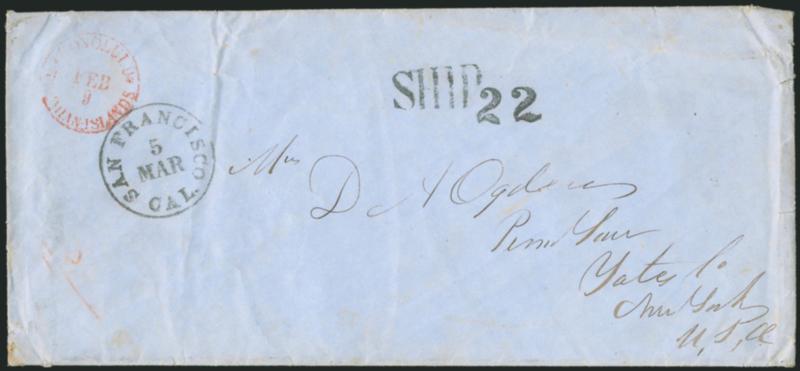 HONOLULU
FEB
9
HAWAIIAN-ISLANDS
SAN FRANCISCO
5
MAR
CAL.
SHIP 22
Mrs
D A Ogden
Penn Yan
Yates Co
New York
U, S, A